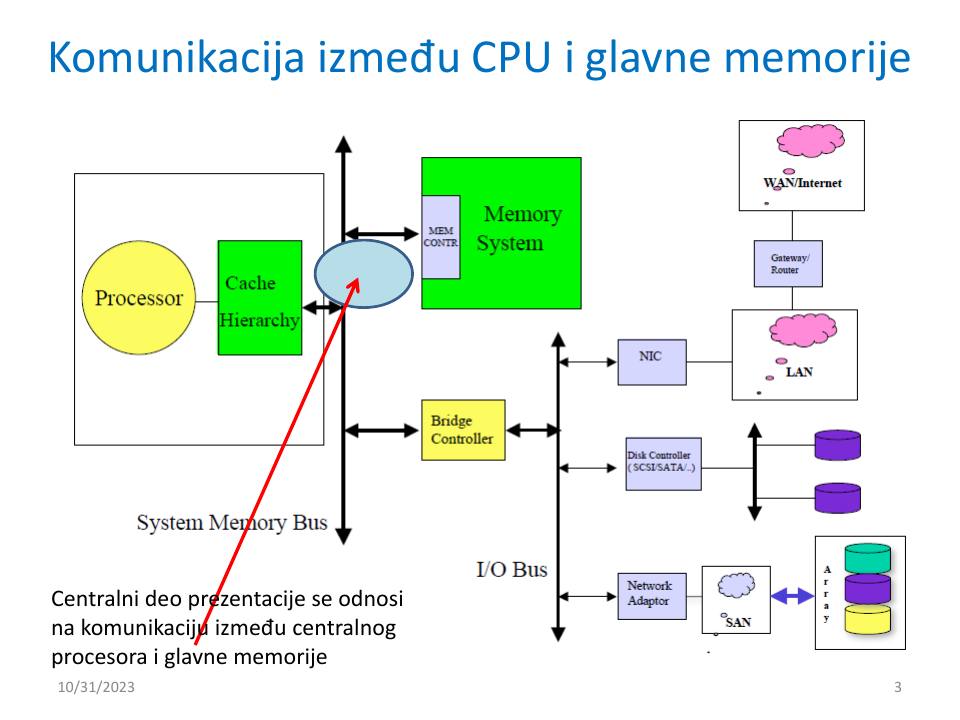 Komunikacija između CPU i glavne memorije
WAN/Internet
Memory
System
MEM
CONTR
Gateway/
Router
Processor
Cache
Hierarchy
NIC
LAN
Bridge
Controller
Disk Controller
( SCSI/SATA/..)
System Memory Bus
I/O Bus
Network
Adaptor
SAN
A
r
r
a
y
Centralni deo prezentacije se odnosi
na komunikaciju između centralnog
procesora i glavne memorije
10/31/2023
3